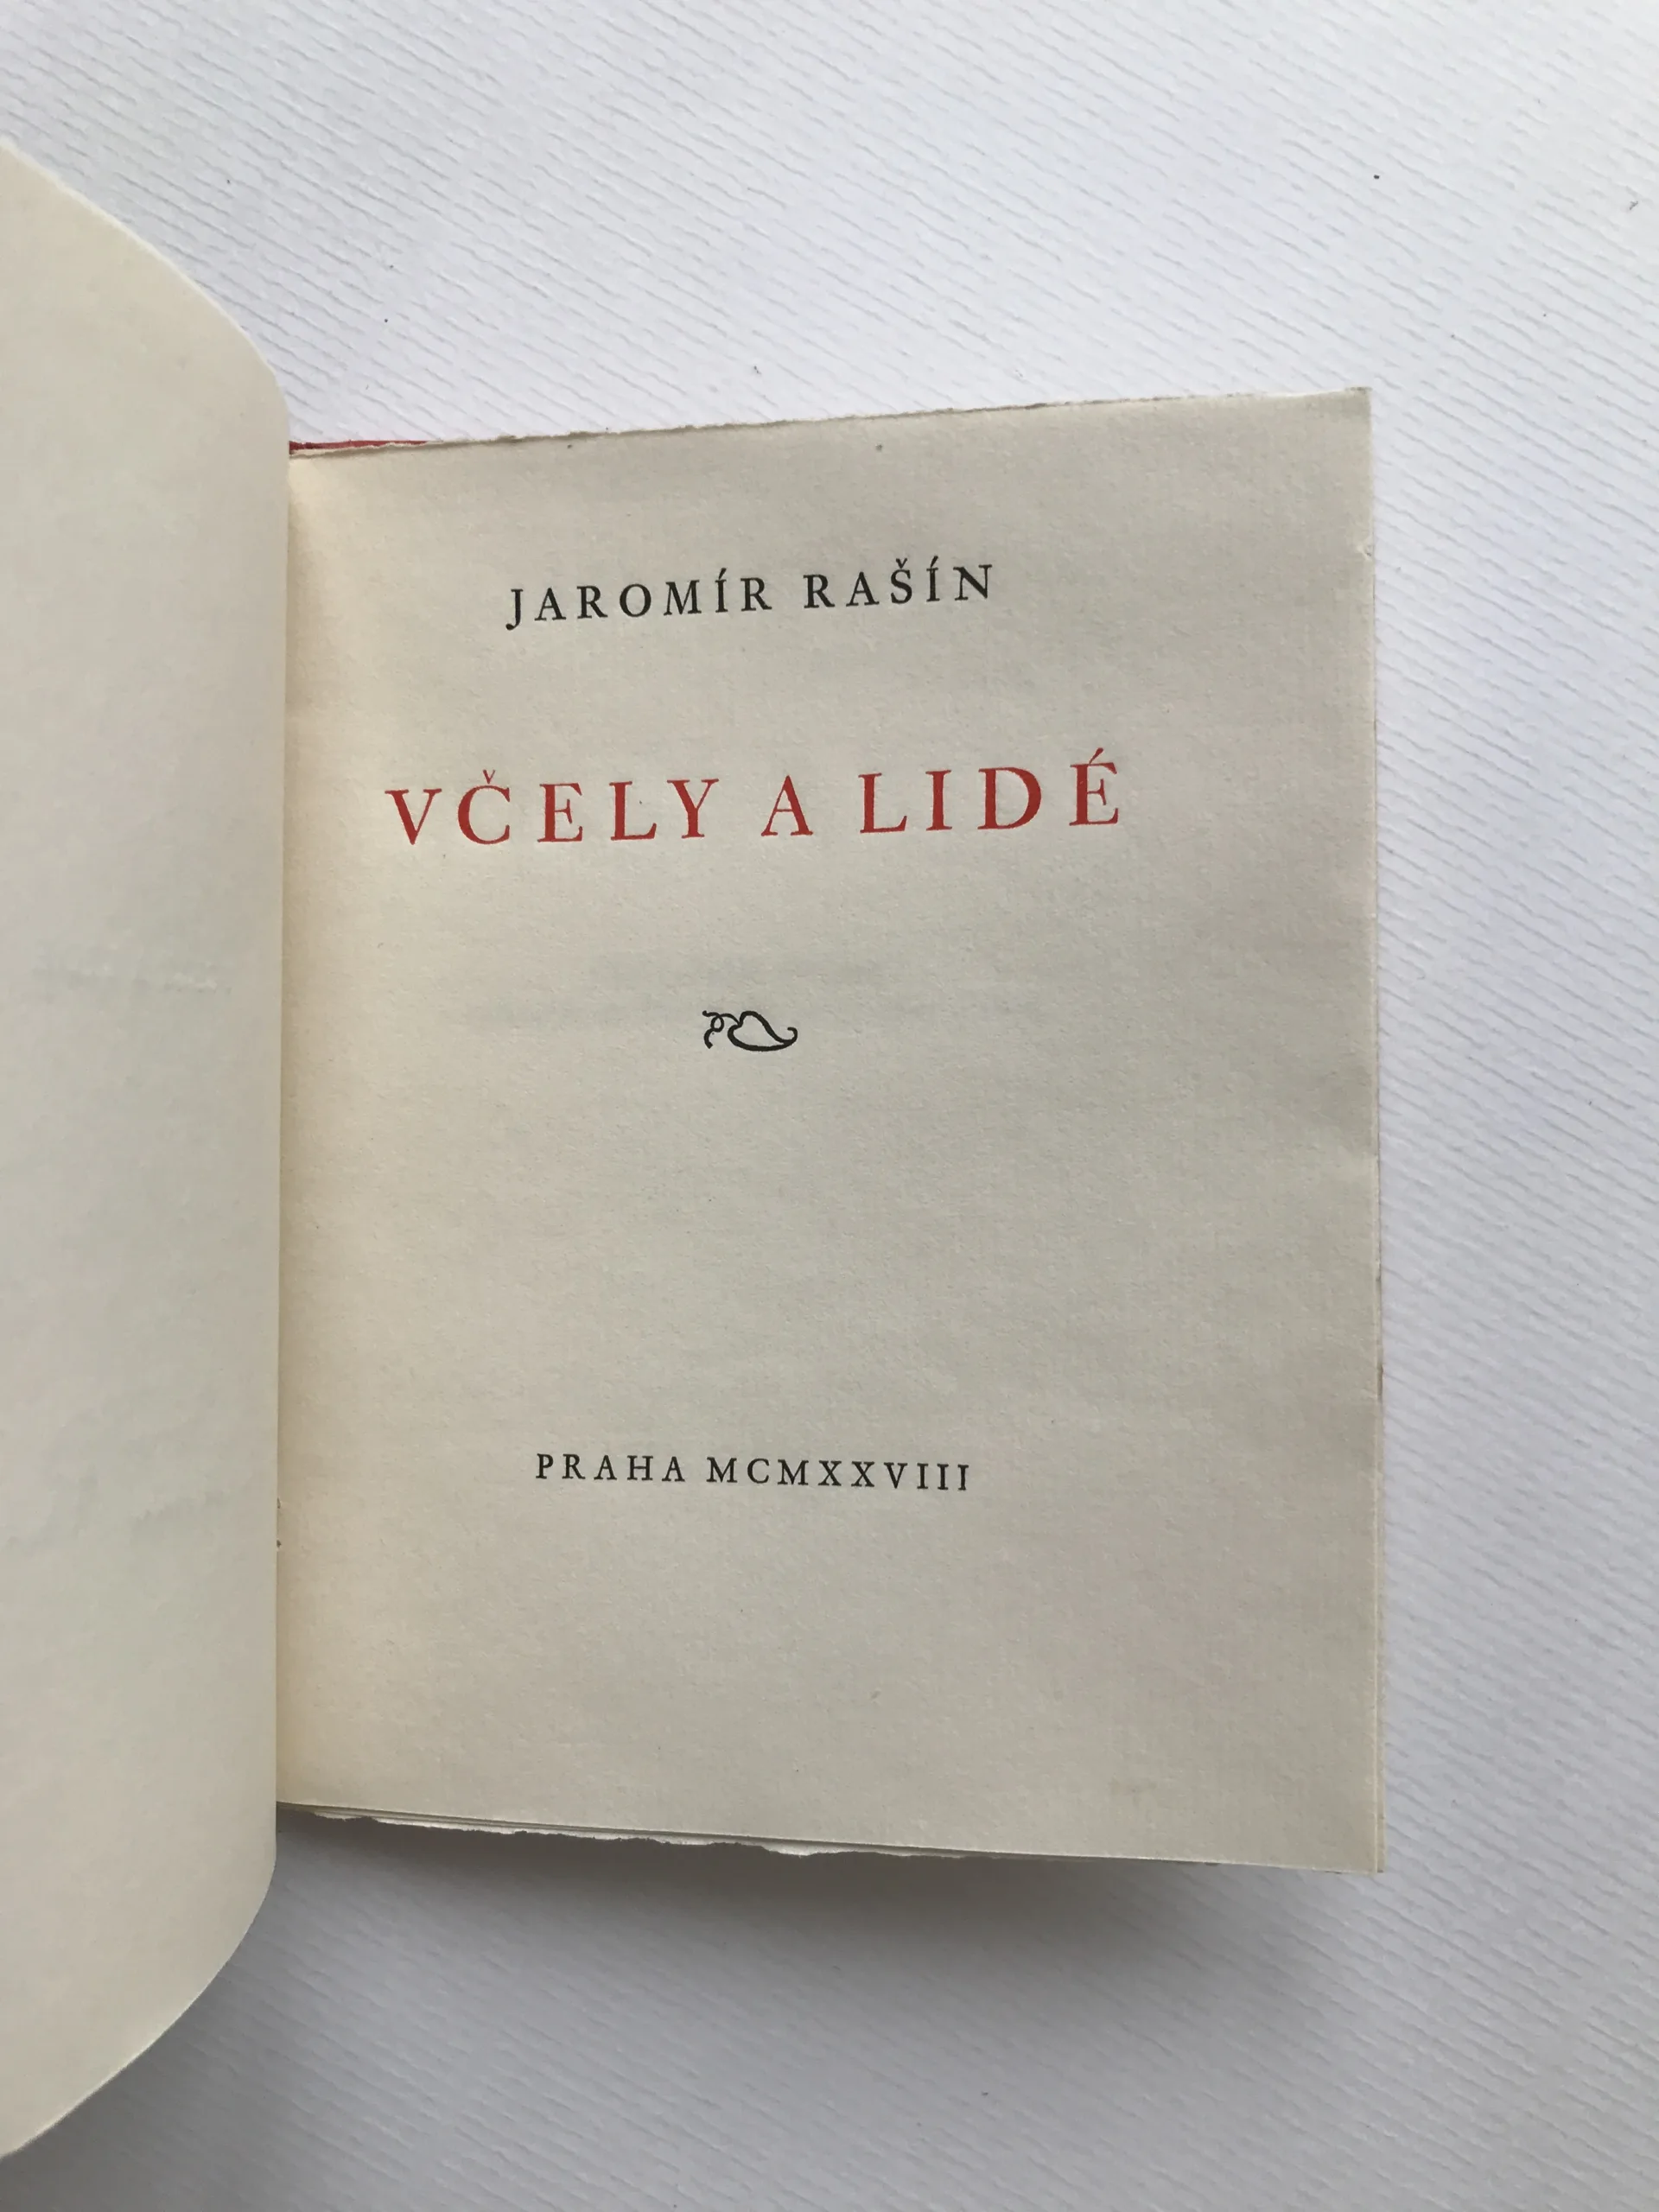 JAROMÍR RAŠÍN
VČELY A LIDÉ
PRAHA MCMXXVIII